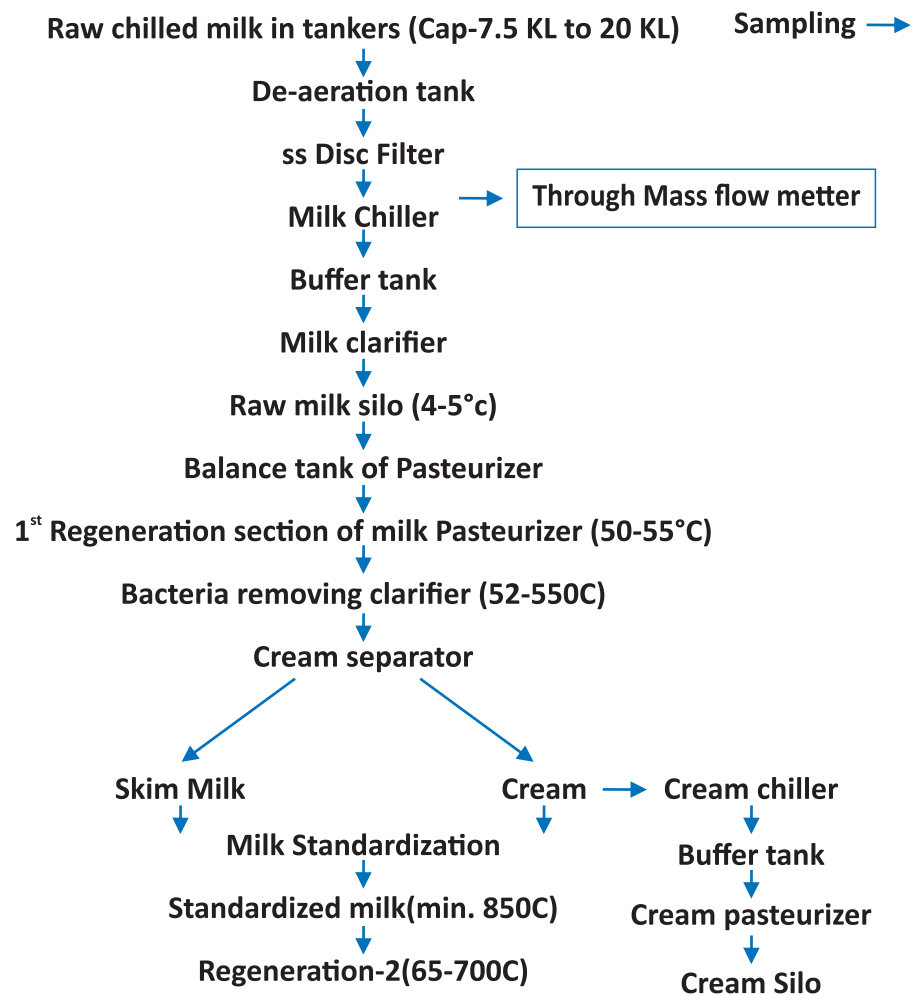 Raw chilled milk in tankers (Cap-7.5 KL to 20 KL)
Sampling
De-aeration tank
ss Disc Filter
Through Mass flow metter
Milk Chiller
Buffer tank
Milk clarifier
Raw milk silo (4-5°c)
Balance tank of Pasteurizer
1st Regeneration section of milk Pasteurizer (50-55°C)
Bacteria removing clarifier (52-550C)
Cream separator
Skim Milk
Cream
Cream chiller
Milk Standardization
Buffer tank
Standardized milk(min. 850C)
Cream pasteurizer
Regeneration-2(65-700C)
Cream Silo